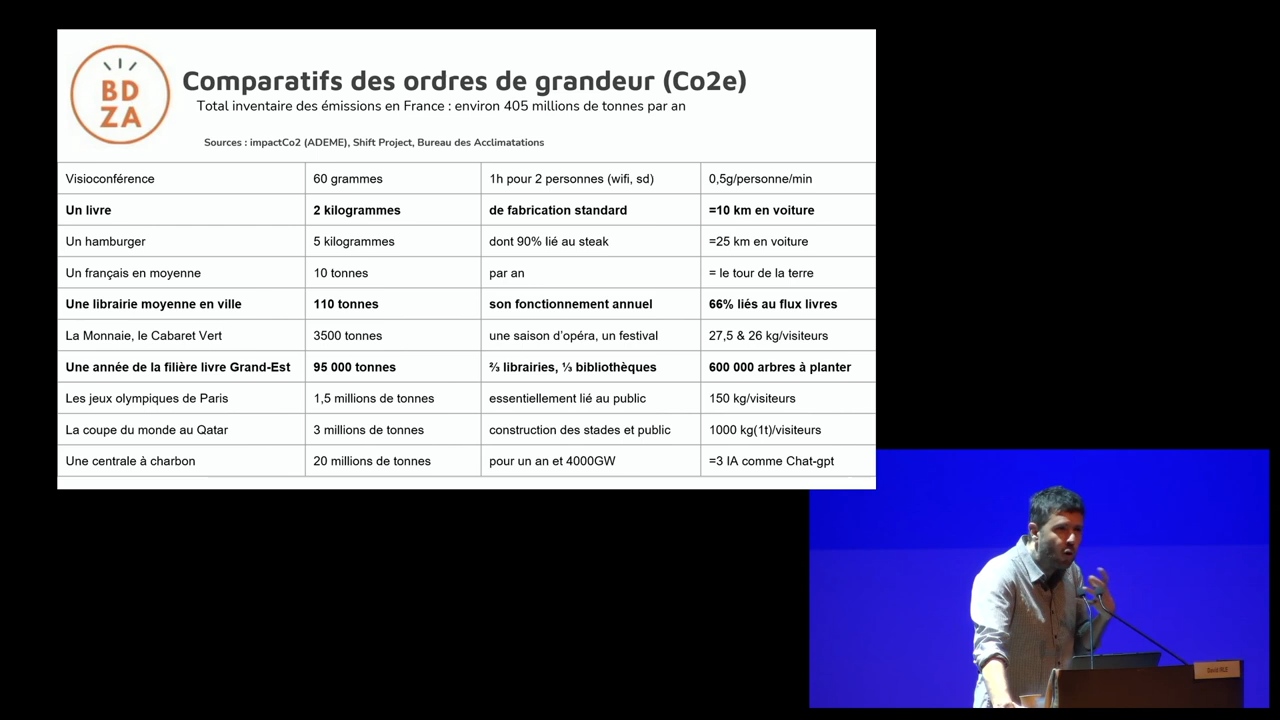 BD
ZA
Comparatifs des ordres de grandeur (Co2e)
Total inventaire des émissions en France : environ 405 millions de tonnes par an
Sources : impactCo2 (ADEME), Shift Project, Bureau des Acclimatations
Visioconférence 60 grammes 1h pour 2 personnes (wifi, sd) 0,5g/personne/min
Un livre 2 kilogrammes de fabrication standard =10 km en voiture
Un hamburger 5 kilogrammes dont 90% lié au steak =25 km en voiture
Un français en moyenne 10 tonnes par an = le tour de la terre
Une librairie moyenne en ville 110 tonnes son fonctionnement annuel 66% liés au flux livres
La Monnaie, le Cabaret Vert 3500 tonnes une saison d'opéra, un festival 27,5 & 26 kg/visiteurs
Une année de la filière livre Grand-Est 95 000 tonnes ⅔ librairies, ⅓ bibliothèques 600 000 arbres à planter
Les jeux olympiques de Paris 1,5 millions de tonnes essentiellement lié au public 150 kg/visiteurs
La coupe du monde au Qatar 3 millions de tonnes construction des stades et public 1000 kg(1t)/visiteurs
Une centrale à charbon 20 millions de tonnes pour un an et 4000GW =3 IA comme Chat-gpt